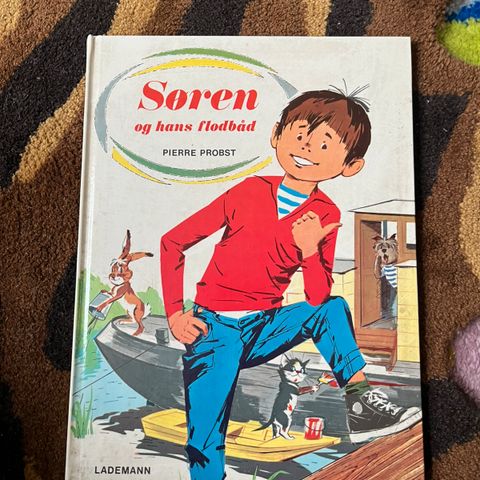 Søren
og hans flodbåd
PIERRE PROBST
LADEMANN